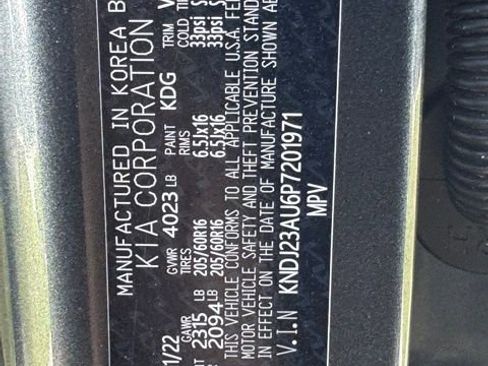 MANUFACTURED IN KOREA B
KIA CORPORATION
1/22 GVWR 4023 LB PAINT KDG TRIM
GAWR TIRES RIMS COLD
NT 2315 LB 205/60R16 6.5Jx16 33psi
2094 LB 205/60R16 6.5Jx16 33psi
THIS VEHICLE CONFORMS TO ALL APPLICABLE U.S.A. FE
MOTOR VEHICLE SAFETY AND THEFT PREVENTION STAND
IN EFFECT ON THE DATE OF MANUFACTURE SHOWN AB
V.I.N KNDJ23AU6P7201971
MPV